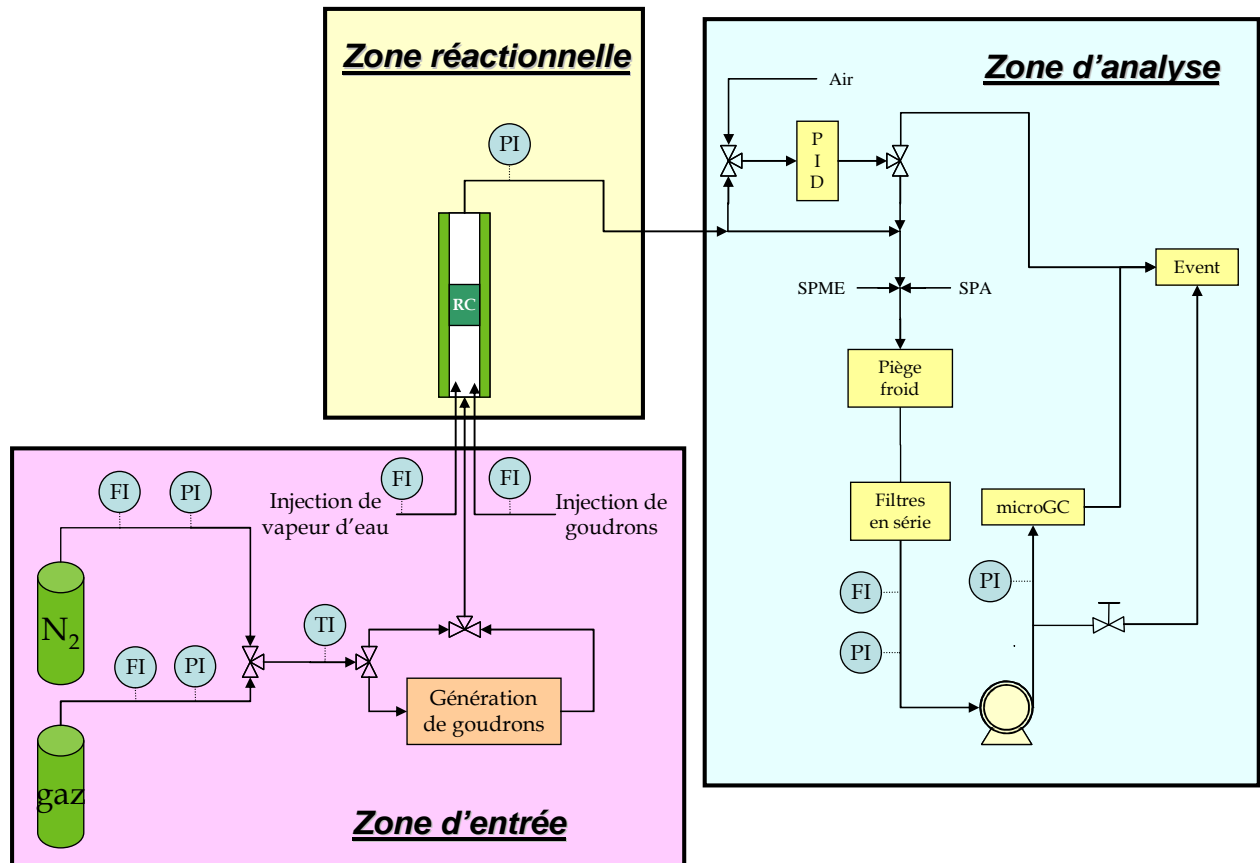 Zone réactionnelle
PI
RC
Zone d'analyse
Air
P
I
D
Event
SPME
SPA
Piège
froid
Filtres
en série
microGC
PI
FI
PI
FI
PI
FI
FI
Injection de
vapeur d'eau
Injection de
goudrons
N2
TI
FI
PI
Génération
de goudrons
gaz
Zone d'entrée